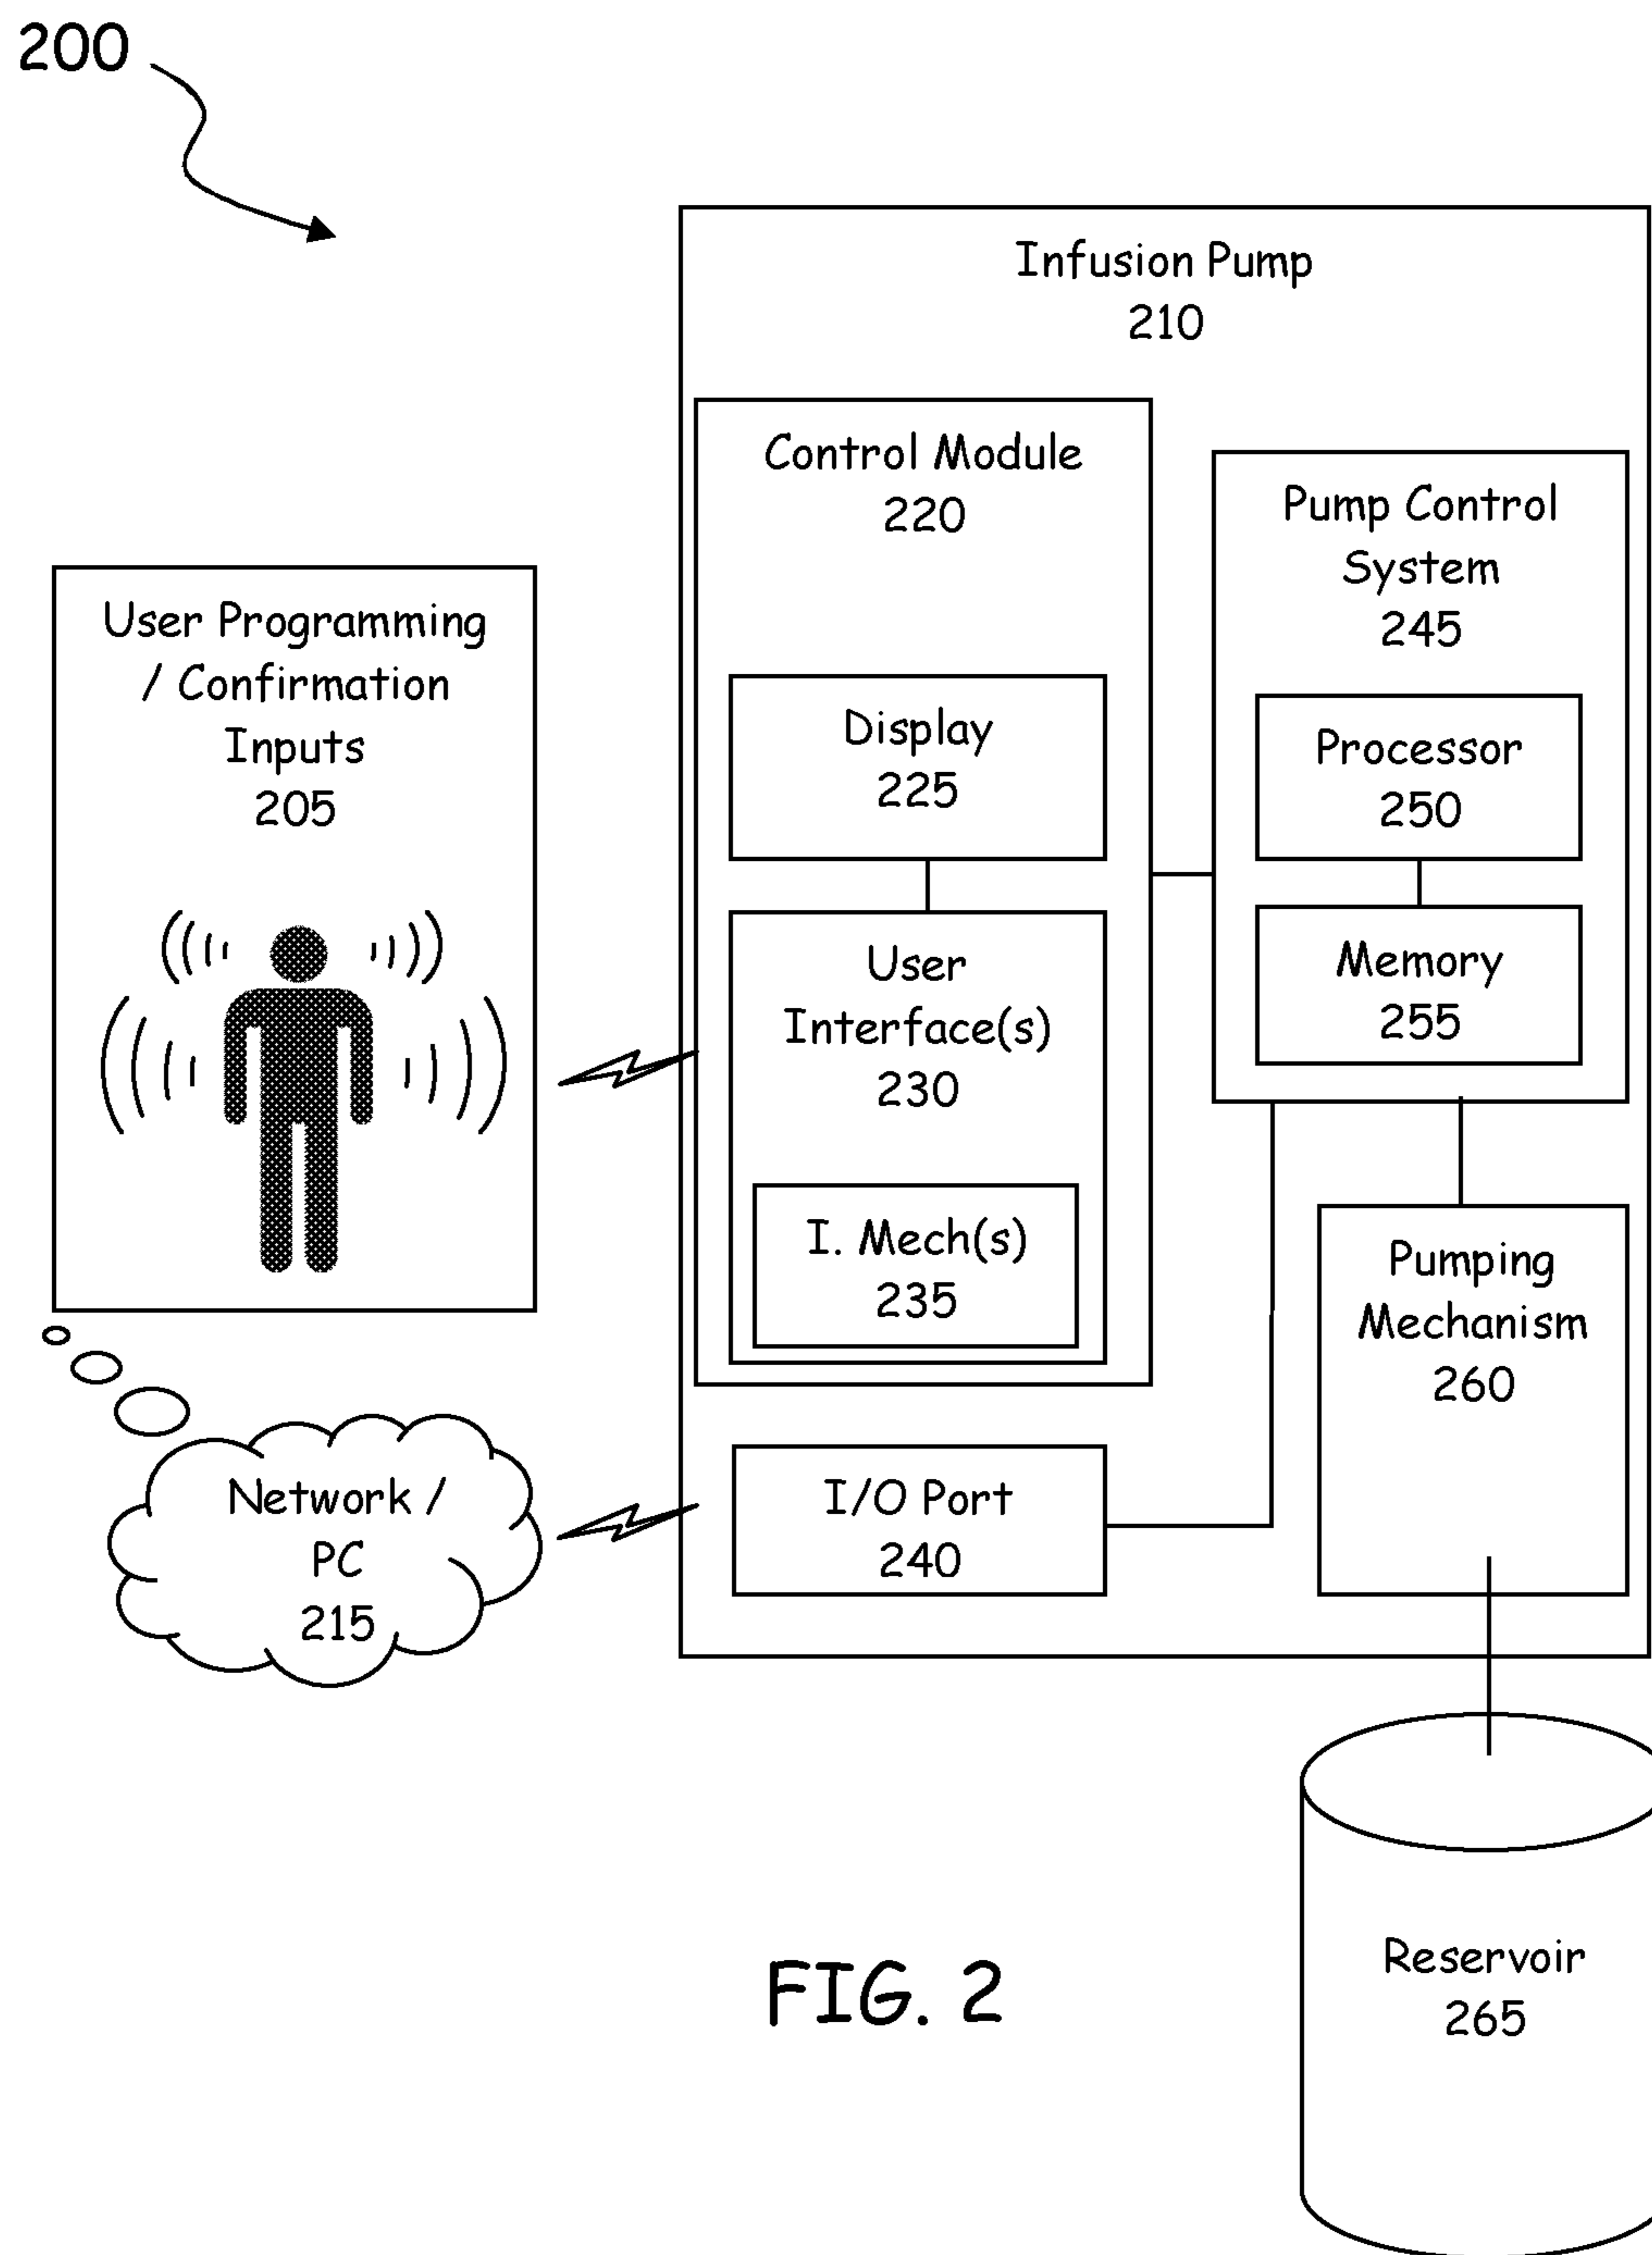 200
Infusion Pump
210
Control Module
220
Pump Control
System
245
User Programming
/ Confirmation
Inputs
205
Display
225
Processor
250
User
Interface(s)
230
Memory
255
I. Mech(s)
235
Pumping
Mechanism
260
Network /
PC
215
I/O Port
240
Reservoir
265
FIG. 2